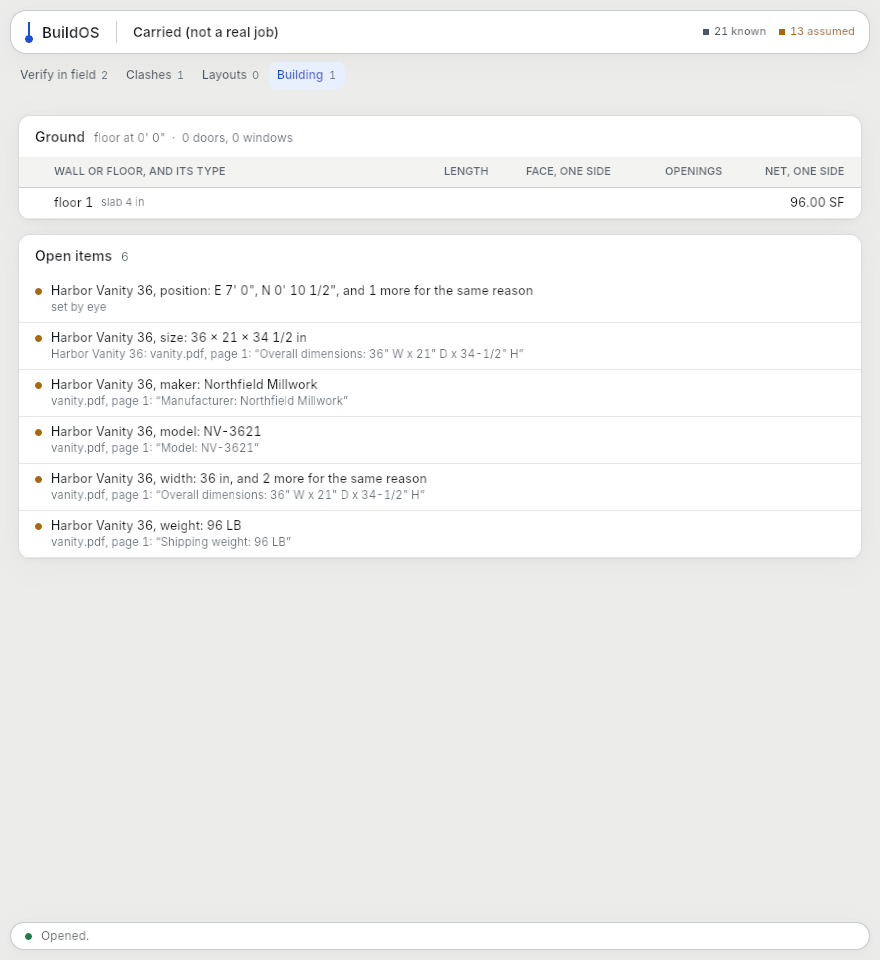 BuildOS
Carried (not a real job)
21 known
13 assumed
Verify in field 2
Clashes 1
Layouts 0
Building 1
Ground floor at 0' 0" · 0 doors, 0 windows
WALL OR FLOOR, AND ITS TYPE LENGTH FACE, ONE SIDE OPENINGS NET, ONE SIDE
floor 1 slab 4 in 96.00 SF
Open items 6
Harbor Vanity 36, position: E 7' 0", N 0' 10 1/2", and 1 more for the same reason
set by eye
Harbor Vanity 36, size: 36 × 21 × 34 1/2 in
Harbor Vanity 36: vanity.pdf, page 1: “Overall dimensions: 36" W x 21" D x 34-1/2" H”
Harbor Vanity 36, maker: Northfield Millwork
vanity.pdf, page 1: “Manufacturer: Northfield Millwork”
Harbor Vanity 36, model: NV-3621
vanity.pdf, page 1: “Model: NV-3621”
Harbor Vanity 36, width: 36 in, and 2 more for the same reason
vanity.pdf, page 1: “Overall dimensions: 36" W x 21" D x 34-1/2" H”
Harbor Vanity 36, weight: 96 LB
vanity.pdf, page 1: “Shipping weight: 96 LB”
Opened.